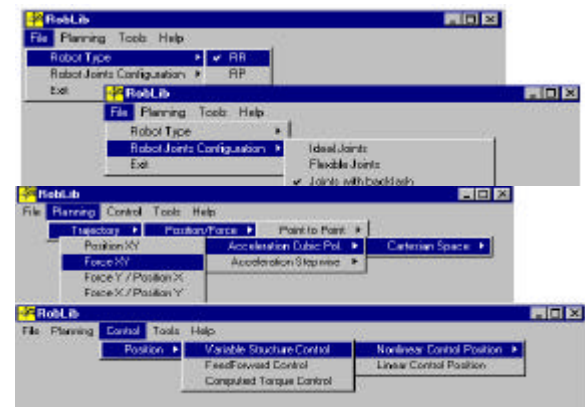 RobLib
File Planning Tools Help
Robot Type RR
Robot Joints Configuration RP
Exit
RobLib
File Planning Tools Help
Robot Type
Robot Joints Configuration Ideal Joints
Exit Flexible Joints
Joints with backlash
RobLib
File Planning Control Tools Help
Trajectory Position/Force Point to Point
Position XY Acceleration Cubic Pol. Cartesian Space
Force XY Acceleration Stepwise
Force Y / Position X
Force X / Position Y
RobLib
File Planning Control Tools Help
Position Variable Structure Control Nonlinear Control Position
FeedForward Control Linear Control Position
Computed Torque Control